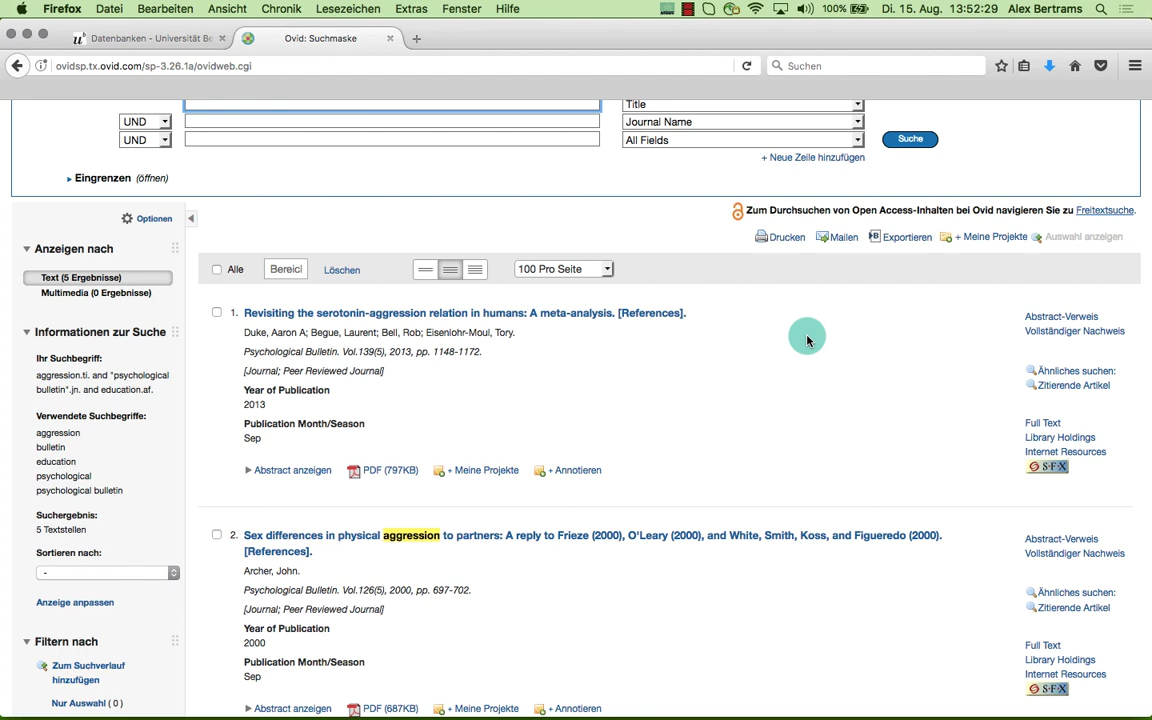 Firefox Datei Bearbeiten Ansicht Chronik Lesezeichen Extras Fenster Hilfe 100% Di. 15. Aug. 13:52:29 Alex Bertrams
Datenbanken - Universität Be Ovid: Suchmaske
ovidsp.tx.ovid.com/sp-3.26.1a/ovidweb.cgi Suchen
Title
UND Journal Name
UND All Fields Suche
+ Neue Zeile hinzufügen
Eingrenzen (öffnen)
Optionen
Zum Durchsuchen von Open Access-Inhalten bei Ovid navigieren Sie zu Freitextsuche.
Drucken Mailen Exportieren + Meine Projekte Auswahl anzeigen
Anzeigen nach
Text (5 Ergebnisse)
Multimedia (0 Ergebnisse)
Informationen zur Suche
Ihr Suchbegriff:
aggression.ti. and "psychological
bulletin".jn. and education.af.
Verwendete Suchbegriffe:
aggression
bulletin
education
psychological
psychological bulletin
Suchergebnis:
5 Textstellen
Sortieren nach:
-
Anzeige anpassen
Filtern nach
Zum Suchverlauf
hinzufügen
Nur Auswahl ( 0 )
Alle Bereicl Löschen 100 Pro Seite
1. Revisiting the serotonin-aggression relation in humans: A meta-analysis. [References].
Duke, Aaron A; Begue, Laurent; Bell, Rob; Eisenlohr-Moul, Tory.
Psychological Bulletin. Vol.139(5), 2013, pp. 1148-1172.
[Journal; Peer Reviewed Journal]
Year of Publication
2013
Publication Month/Season
Sep
Abstract anzeigen PDF (797KB) + Meine Projekte + Annotieren
Abstract-Verweis
Vollständiger Nachweis
Ähnliches suchen:
Zitierende Artikel
Full Text
Library Holdings
Internet Resources
S·F·X
2. Sex differences in physical aggression to partners: A reply to Frieze (2000), O'Leary (2000), and White, Smith, Koss, and Figueredo (2000).
[References].
Archer, John.
Psychological Bulletin. Vol.126(5), 2000, pp. 697-702.
[Journal; Peer Reviewed Journal]
Year of Publication
2000
Publication Month/Season
Sep
Abstract anzeigen PDF (687KB) + Meine Projekte + Annotieren
Abstract-Verweis
Vollständiger Nachweis
Ähnliches suchen:
Zitierende Artikel
Full Text
Library Holdings
Internet Resources
S·F·X